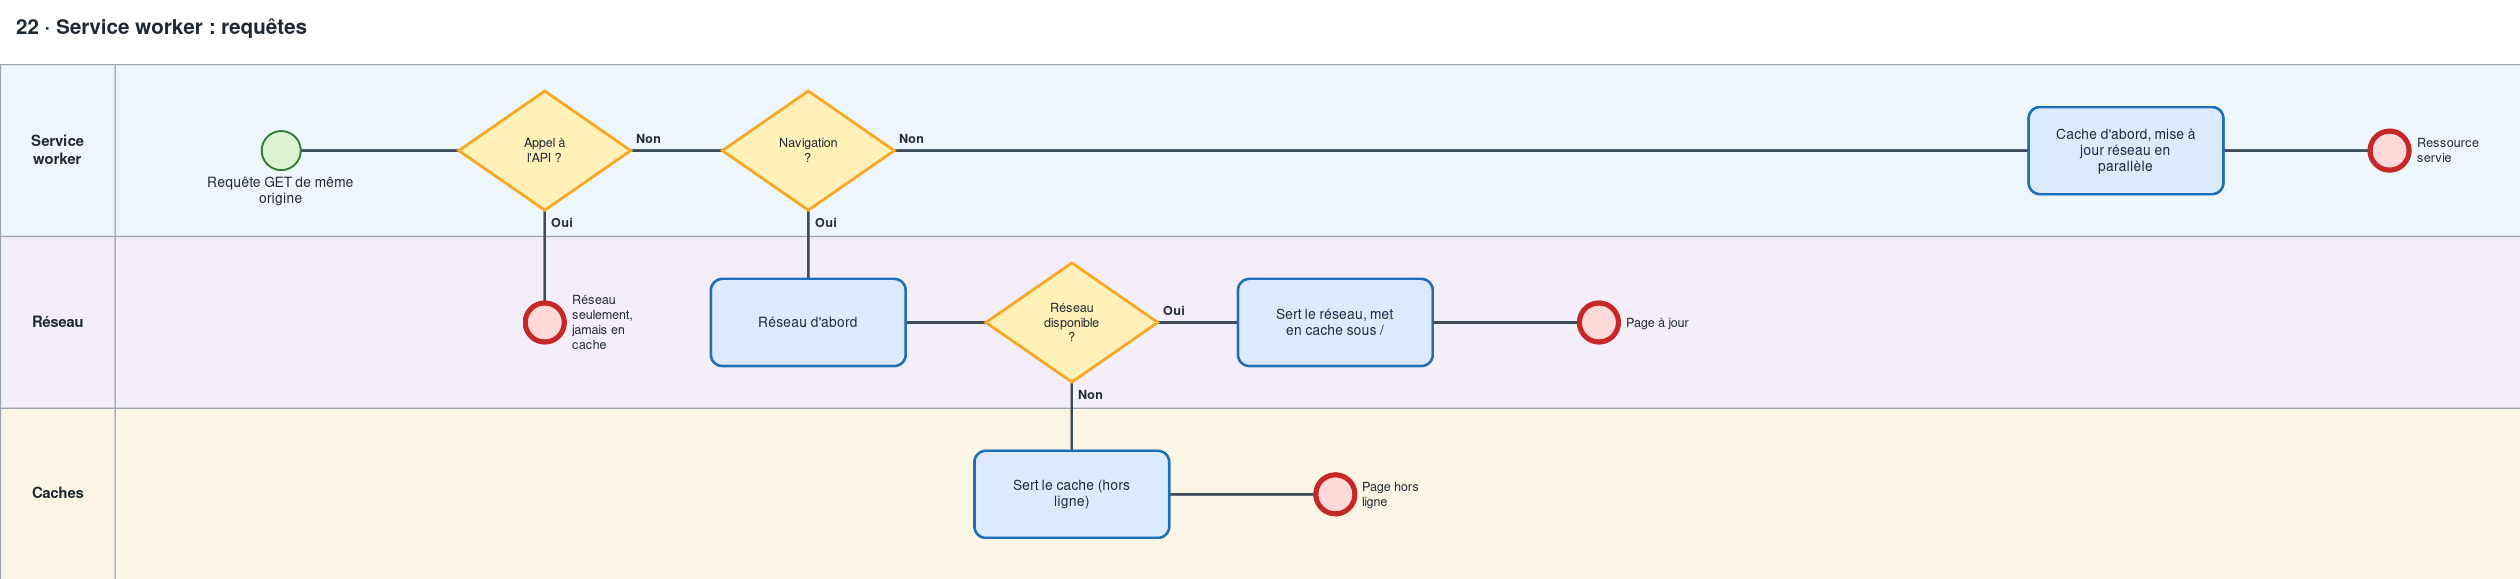 22 · Service worker : requêtes
Service
worker
Requête GET de même
origine
Appel à
l'API ?
Non
Oui
Navigation
?
Non
Oui
Cache d'abord, mise à
jour réseau en
parallèle
Ressource
servie
Réseau
Réseau
seulement,
jamais en
cache
Réseau d'abord
Réseau
disponible
?
Oui
Non
Sert le réseau, met
en cache sous /
Page à jour
Caches
Sert le cache (hors
ligne)
Page hors
ligne